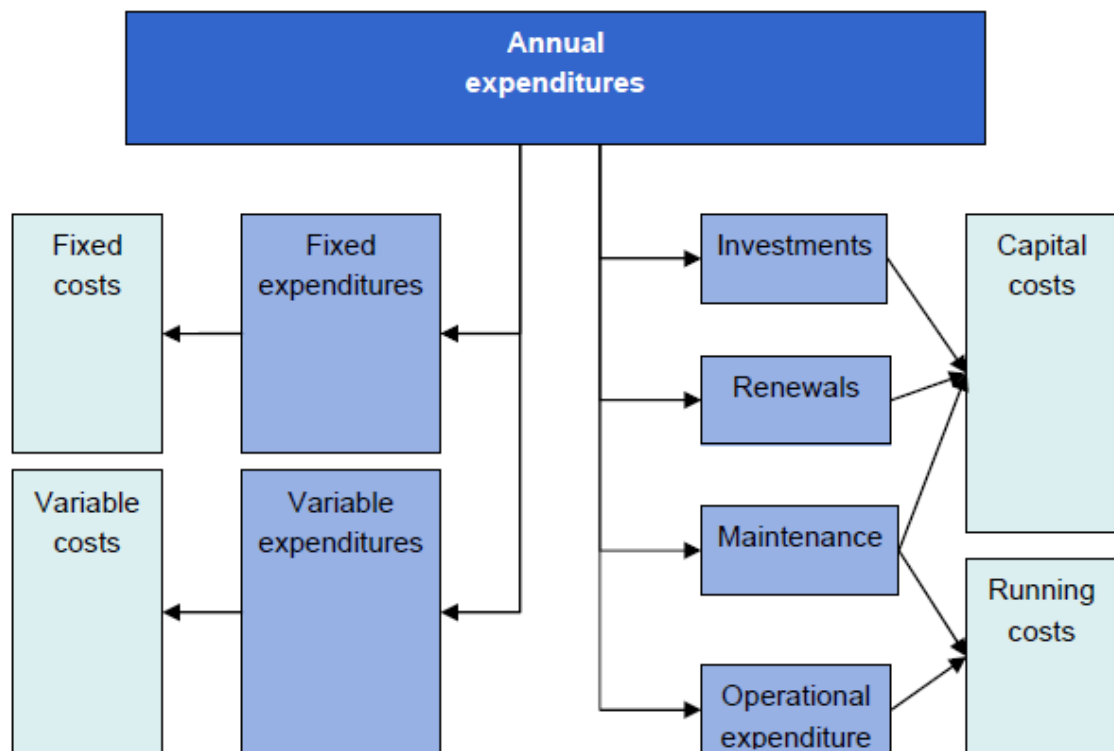 Annual
expenditures
Fixed
costs
Fixed
expenditures
Investments
Capital
costs
Renewals
Variable
costs
Variable
expenditures
Maintenance
Running
costs
Operational
expenditure